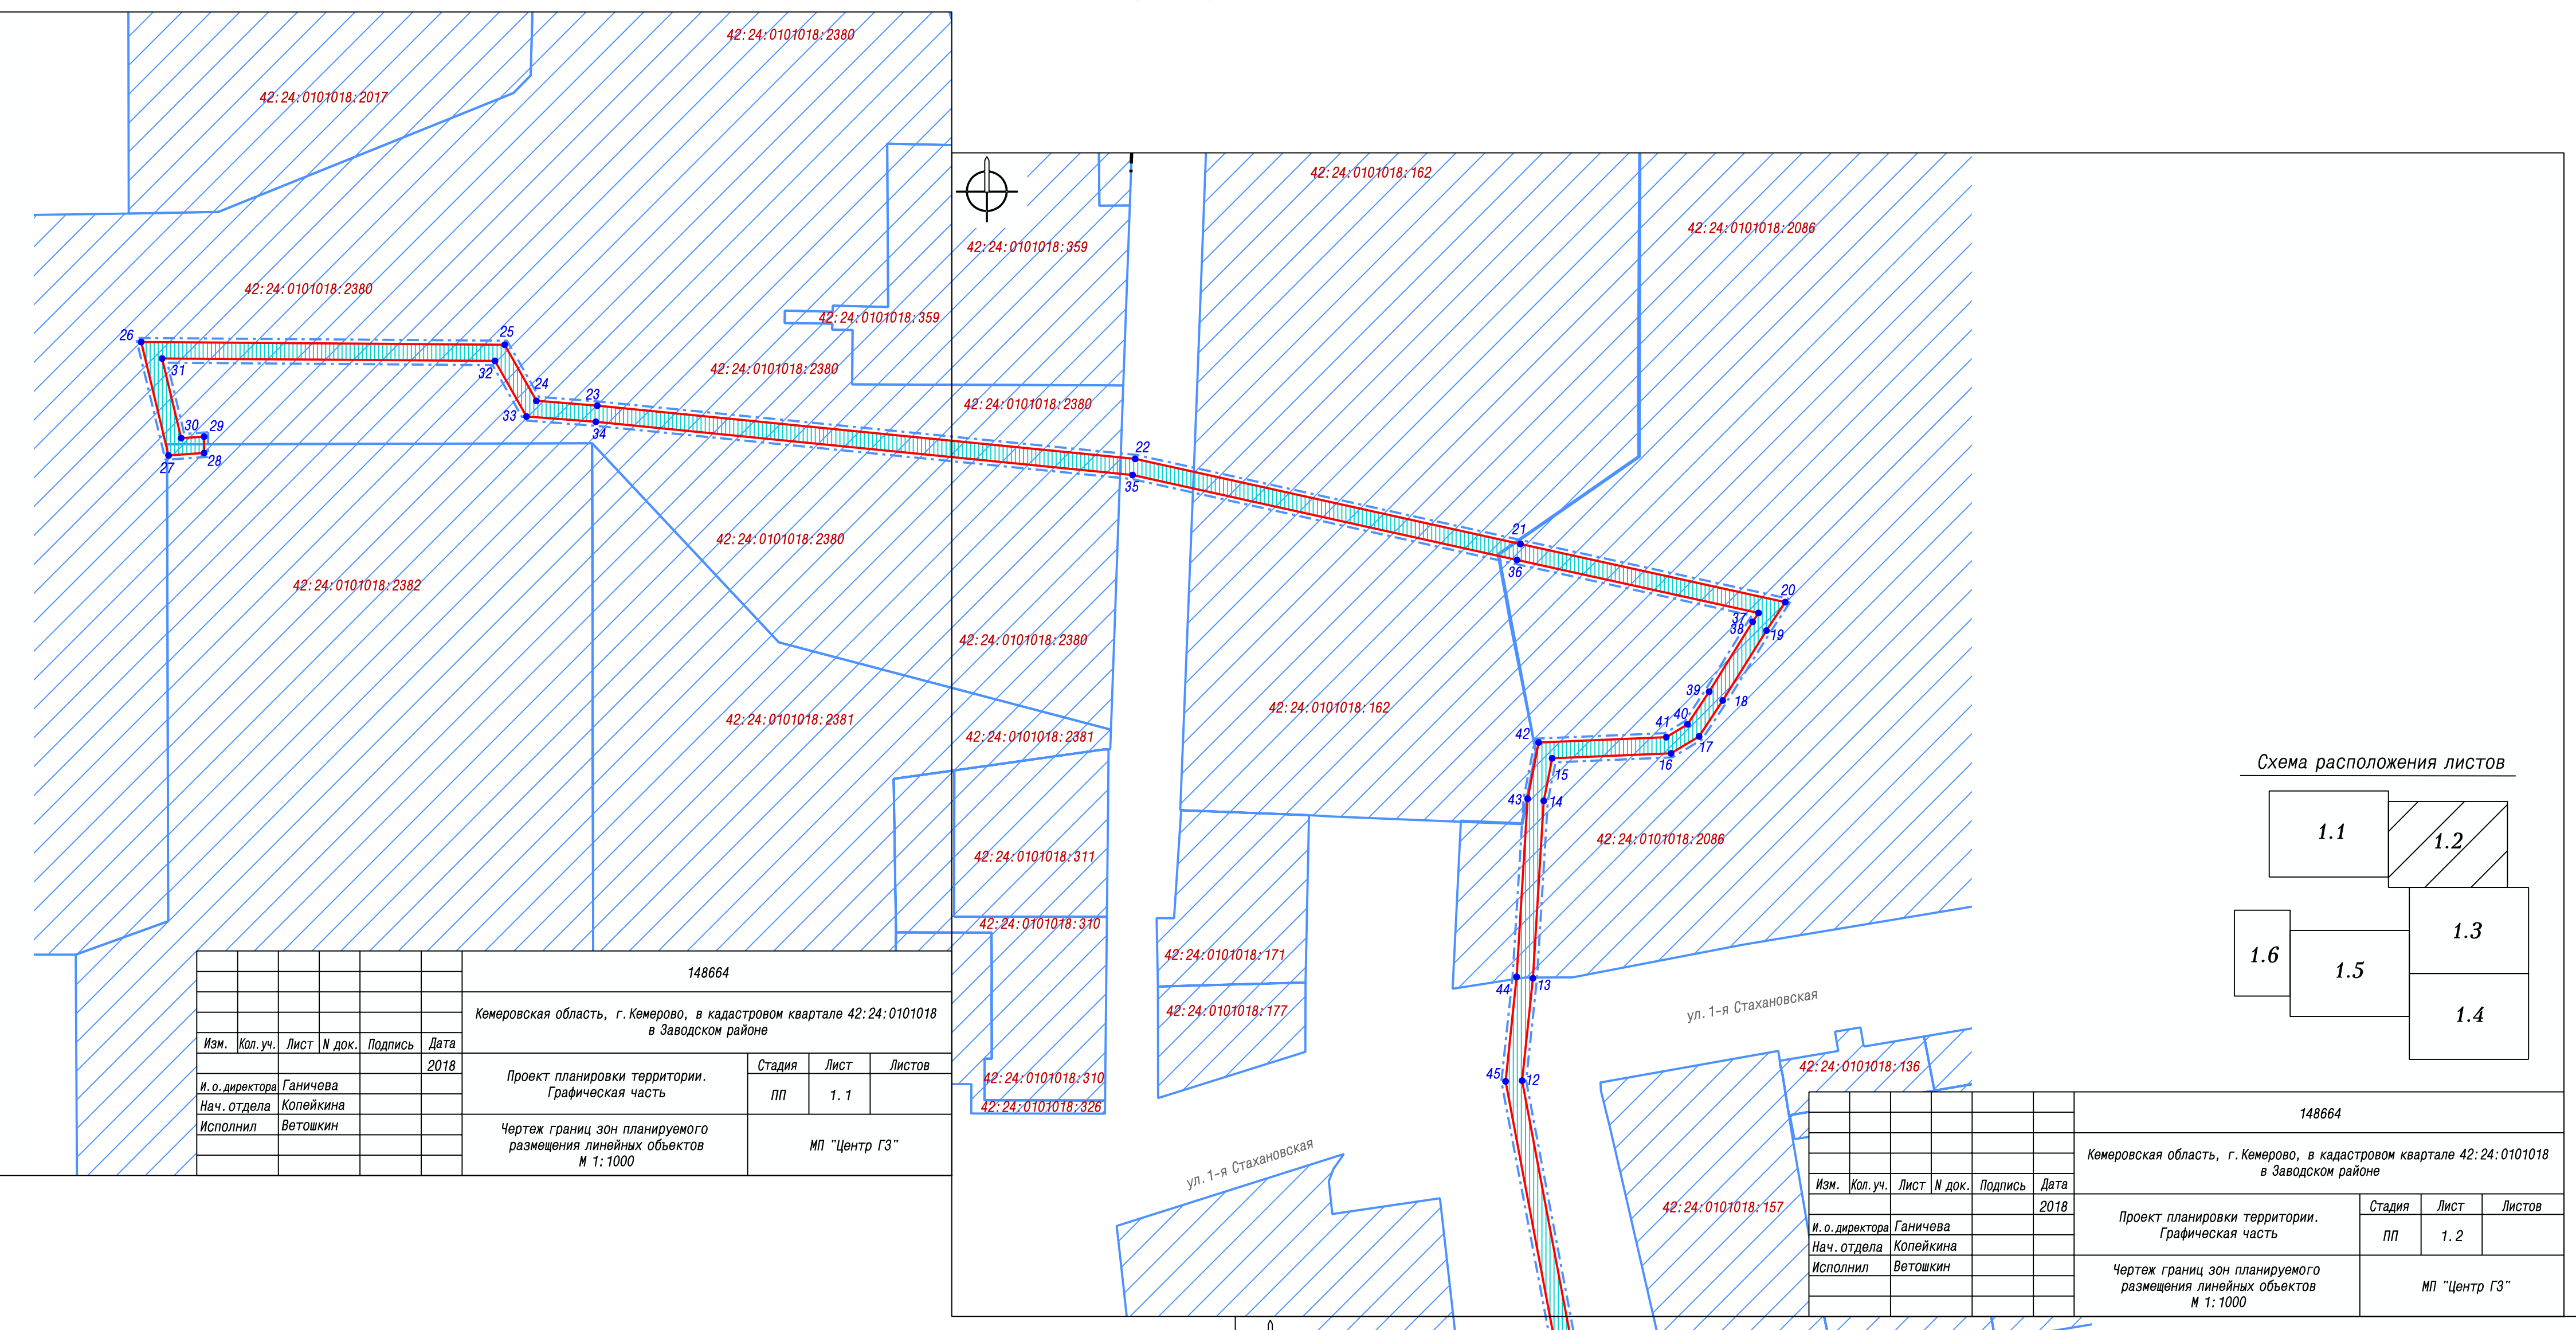 42:24:0101018:2380
42:24:0101018:2017
42:24:0101018:2380
42:24:0101018:359
42:24:0101018:2380
26
25
31
32
24
23
33
34
30
29
27
28
42:24:0101018:2380
42:24:0101018:2382
42:24:0101018:2381
148664
Кемеровская область, г.Кемерово, в кадастровом квартале 42:24:0101018
в Заводском районе
Изм. Кол.уч. Лист N док. Подпись Дата
2018
Проект планировки территории.
Графическая часть
Стадия Лист Листов
ПП 1.1
И.о.директора Ганичева
Нач.отдела Копейкина
Исполнил Ветошкин
Чертеж границ зон планируемого
размещения линейных объектов
М 1:1000
МП "Центр ГЗ"
42:24:0101018:162
42:24:0101018:2086
42:24:0101018:359
42:24:0101018:2380
22
35
21
36
20
37
38
19
42:24:0101018:2380
39
18
40
41
42
17
16
15
43
14
42:24:0101018:162
42:24:0101018:2381
42:24:0101018:2086
42:24:0101018:311
42:24:0101018:310
42:24:0101018:171
44
13
42:24:0101018:177
ул.1-я Стахановская
45
12
42:24:0101018:310
42:24:0101018:326
42:24:0101018:136
ул.1-я Стахановская
42:24:0101018:157
Схема расположения листов
1.1
1.2
1.3
1.6
1.5
1.4
148664
Кемеровская область, г.Кемерово, в кадастровом квартале 42:24:0101018
в Заводском районе
Изм. Кол.уч. Лист N док. Подпись Дата
2018
Проект планировки территории.
Графическая часть
Стадия Лист Листов
ПП 1.2
И.о.директора Ганичева
Нач.отдела Копейкина
Исполнил Ветошкин
Чертеж границ зон планируемого
размещения линейных объектов
М 1:1000
МП "Центр ГЗ"